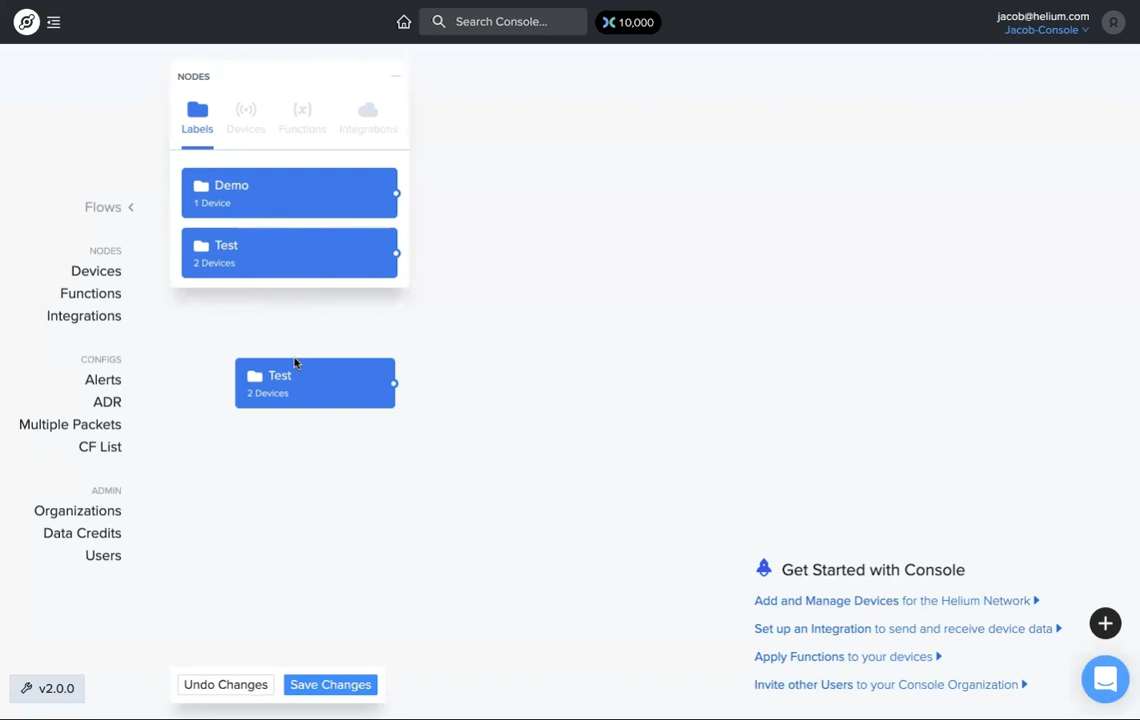 Search Console...
10,000
jacob@helium.com
Jacob-Console
NODES
Labels
Devices
Functions
Integrations
Demo
1 Device
Test
2 Devices
Flows
NODES
Devices
Functions
Integrations
CONFIGS
Alerts
ADR
Multiple Packets
CF List
ADMIN
Organizations
Data Credits
Users
Test
2 Devices
Get Started with Console
Add and Manage Devices for the Helium Network
Set up an Integration to send and receive device data
Apply Functions to your devices
Invite other Users to your Console Organization
v2.0.0
Undo Changes
Save Changes